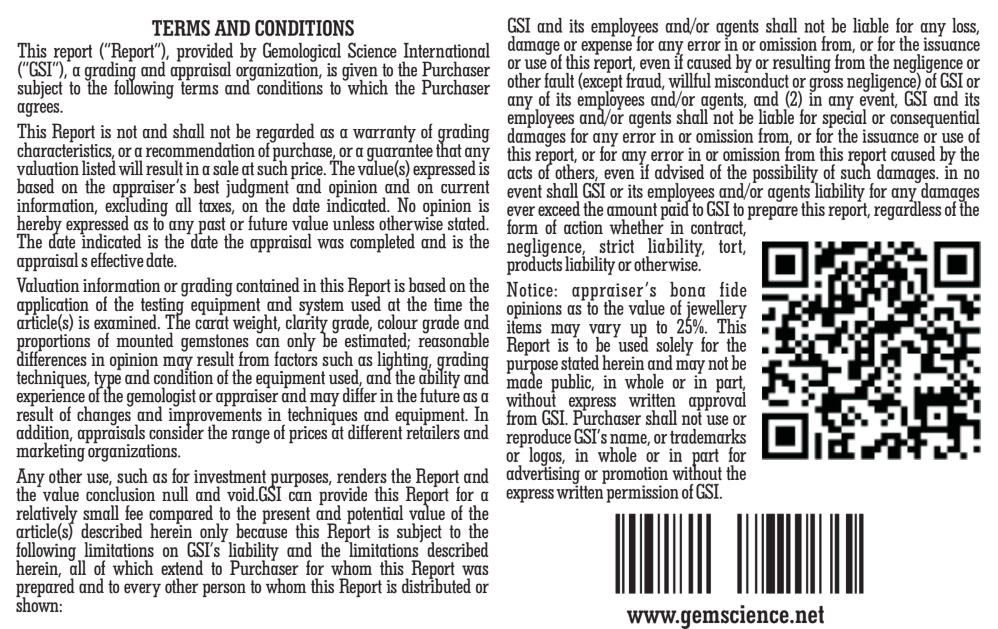 TERMS AND CONDITIONS
This report (“Report”), provided by Gemological Science International
(“GSI”), a grading and appraisal organization, is given to the Purchaser
subject to the following terms and conditions to which the Purchaser
agrees.
This Report is not and shall not be regarded as a warranty of grading
characteristics, or a recommendation of purchase, or a guarantee that any
valuation listed will result in a sale at such price. The value(s) expressed is
based on the appraiser’s best judgment and opinion and on current
information, excluding all taxes, on the date indicated. No opinion is
hereby expressed as to any past or future value unless otherwise stated.
The date indicated is the date the appraisal was completed and is the
appraisal s effective date.
Valuation information or grading contained in this Report is based on the
application of the testing equipment and system used at the time the
article(s) is examined. The carat weight, clarity grade, colour grade and
proportions of mounted gemstones can only be estimated; reasonable
differences in opinion may result from factors such as lighting, grading
techniques, type and condition of the equipment used, and the ability and
experience of the gemologist or appraiser and may differ in the future as a
result of changes and improvements in techniques and equipment. In
addition, appraisals consider the range of prices at different retailers and
marketing organizations.
Any other use, such as for investment purposes, renders the Report and
the value conclusion null and void.GSI can provide this Report for a
relatively small fee compared to the present and potential value of the
article(s) described herein only because this Report is subject to the
following limitations on GSI’s liability and the limitations described
herein, all of which extend to Purchaser for whom this Report was
prepared and to every other person to whom this Report is distributed or
shown:
GSI and its employees and/or agents shall not be liable for any loss,
damage or expense for any error in or omission from, or for the issuance
or use of this report, even if caused by or resulting from the negligence or
other fault (except fraud, willful misconduct or gross negligence) of GSI or
any of its employees and/or agents, and (2) in any event, GSI and its
employees and/or agents shall not be liable for special or consequential
damages for any error in or omission from, or for the issuance or use of
this report, or for any error in or omission from this report caused by the
acts of others, even if advised of the possibility of such damages. in no
event shall GSI or its employees and/or agents liability for any damages
ever exceed the amount paid to GSI to prepare this report, regardless of the
form of action whether in contract,
negligence, strict liability, tort,
products liability or otherwise.
Notice: appraiser’s bona fide
opinions as to the value of jewellery
items may vary up to 25%. This
Report is to be used solely for the
purpose stated herein and may not be
made public, in whole or in part,
without express written approval
from GSI. Purchaser shall not use or
reproduce GSI’s name, or trademarks
or logos, in whole or in part for
advertising or promotion without the
express written permission of GSI.
www.gemscience.net